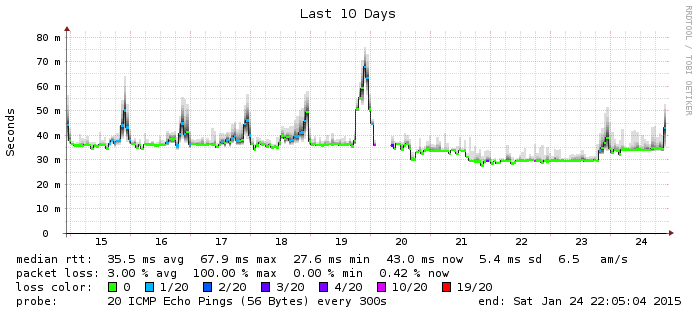 Last 10 Days
RRDTOOL / TOBI OETIKER
Seconds
80 m
70 m
60 m
50 m
40 m
30 m
20 m
10 m
0
15 16 17 18 19 20 21 22 23 24
median rtt: 35.5 ms avg 67.9 ms max 27.6 ms min 43.0 ms now 5.4 ms sd 6.5 am/s
packet loss: 3.00 % avg 100.00 % max 0.00 % min 0.42 % now
loss color: 0 1/20 2/20 3/20 4/20 10/20 19/20
probe: 20 ICMP Echo Pings (56 Bytes) every 300s end: Sat Jan 24 22:05:04 2015